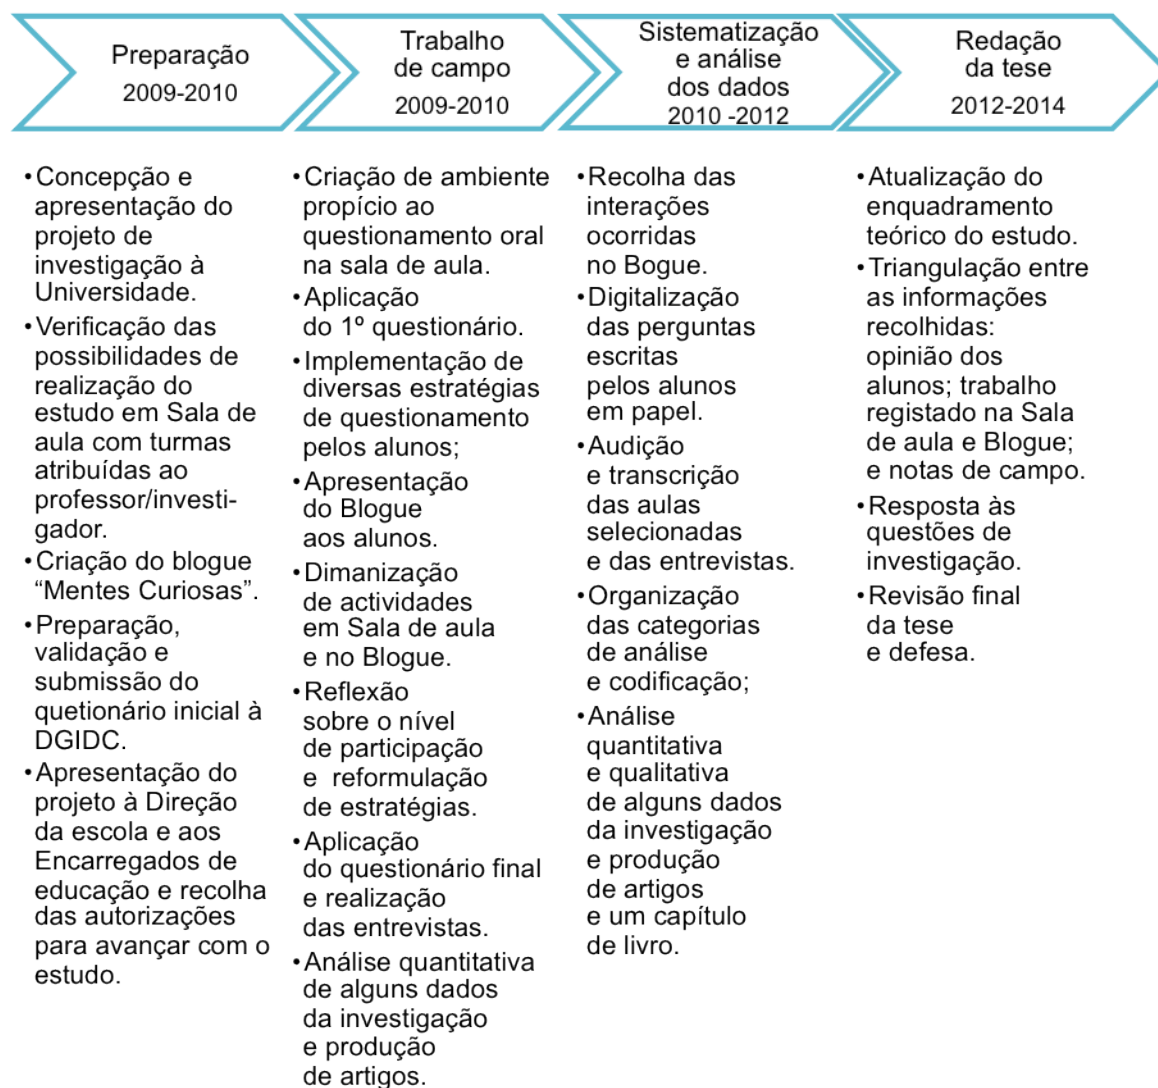 Preparação
2009-2010
Trabalho
de campo
2009-2010
Sistematização
e análise
dos dados
2010 -2012
Redação
da tese
2012-2014
•Concepção e
apresentação do
projeto de
investigação à
Universidade.
•Verificação das
possibilidades de
realização do
estudo em Sala de
aula com turmas
atribuídas ao
professor/investi-
gador.
•Criação do blogue
“Mentes Curiosas”.
•Preparação,
validação e
submissão do
quetionário inicial à
DGIDC.
•Apresentação do
projeto à Direção
da escola e aos
Encarregados de
educação e recolha
das autorizações
para avançar com o
estudo.
•Criação de ambiente
propício ao
questionamento oral
na sala de aula.
•Aplicação
do 1º questionário.
•Implementação de
diversas estratégias
de questionamento
pelos alunos;
•Apresentação
do Blogue
aos alunos.
•Dimanização
de actividades
em Sala de aula
e no Blogue.
•Reflexão
sobre o nível
de participação
e reformulação
de estratégias.
•Aplicação
do questionário final
e realização
das entrevistas.
•Análise quantitativa
de alguns dados
da investigação
e produção
de artigos.
•Recolha das
interações
ocorridas
no Bogue.
•Digitalização
das perguntas
escritas
pelos alunos
em papel.
•Audição
e transcrição
das aulas
selecionadas
e das entrevistas.
•Organização
das categorias
de análise
e codificação;
•Análise
quantitativa
e qualitativa
de alguns dados
da investigação
e produção
de artigos
e um capítulo
de livro.
•Atualização do
enquadramento
teórico do estudo.
•Triangulação entre
as informações
recolhidas:
opinião dos
alunos; trabalho
registado na Sala
de aula e Blogue;
e notas de campo.
•Resposta às
questões de
investigação.
•Revisão final
da tese
e defesa.